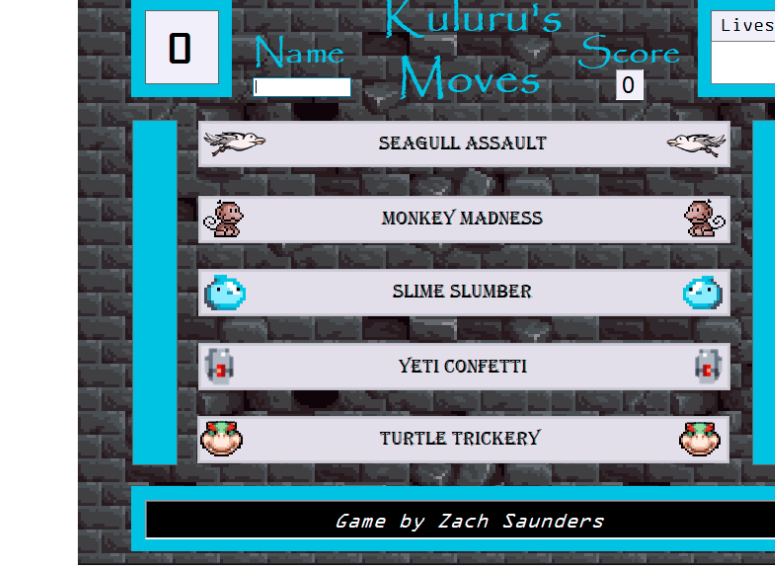 0
Name
Kuluru's
Moves
Score
0
Lives
SEAGULL ASSAULT
MONKEY MADNESS
SLIME SLUMBER
YETI CONFETTI
TURTLE TRICKERY
Game by Zach Saunders